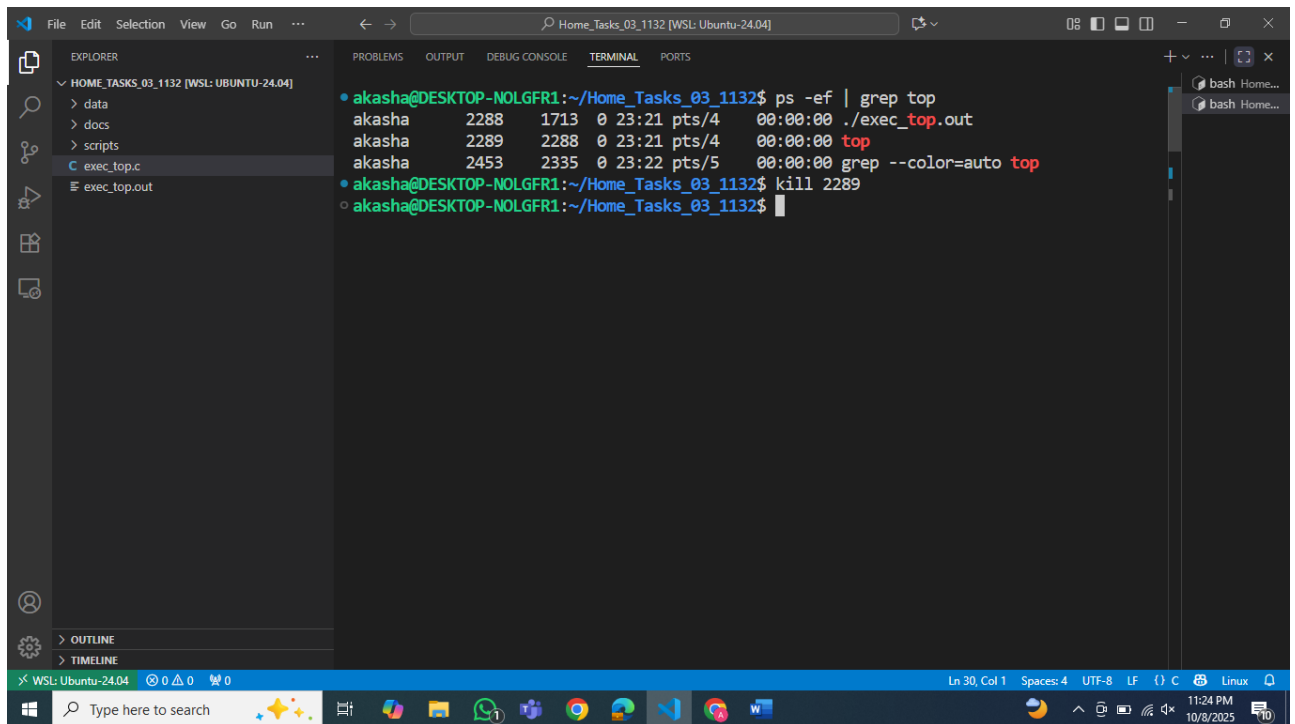 File Edit Selection View Go Run ···
Home_Tasks_03_1132 [WSL: Ubuntu-24.04]
EXPLORER ···
HOME_TASKS_03_1132 [WSL: UBUNTU-24.04]
> data
> docs
> scripts
C exec_top.c
exec_top.out
> OUTLINE
> TIMELINE
PROBLEMS OUTPUT DEBUG CONSOLE TERMINAL PORTS
akasha@DESKTOP-NOLGFR1:~/Home_Tasks_03_1132$ ps -ef | grep top
akasha 2288 1713 0 23:21 pts/4 00:00:00 ./exec_top.out
akasha 2289 2288 0 23:21 pts/4 00:00:00 top
akasha 2453 2335 0 23:22 pts/5 00:00:00 grep --color=auto top
akasha@DESKTOP-NOLGFR1:~/Home_Tasks_03_1132$ kill 2289
akasha@DESKTOP-NOLGFR1:~/Home_Tasks_03_1132$
bash Home...
bash Home...
WSL: Ubuntu-24.04 0 0 0 Ln 30, Col 1 Spaces: 4 UTF-8 LF {} C Linux
Type here to search
1
W
11:24 PM
10/8/2025
10